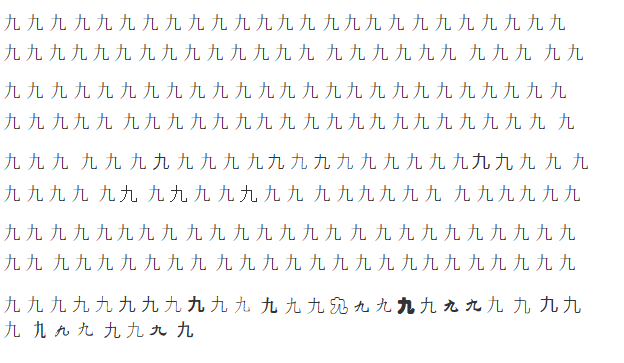 九九九九九九九九九九九九九九九九九九九九九九九九九
九九九九九九九九九九九九九九 九九九九九九 九九九 九九
九九九九九九九九九九九九九九九九九九九九九九九九九
九九九九九 九九九九九九九九九九九九九九九九九九九 九
九九九 九九九九九九九九九九九九九九九九九九九九 九 九
九九九九 九九 九九九九九九九 九九九九九九 九九九九九九
九九九九九九九九 九九九九九九九 九九九九九九九九九九
九九 九九九九九九九 九九九九九九九九九九九九九九九九
九九九九九九九九九九九 九九九九九九九九九九九 九 九九
九 九九九 九九九 九